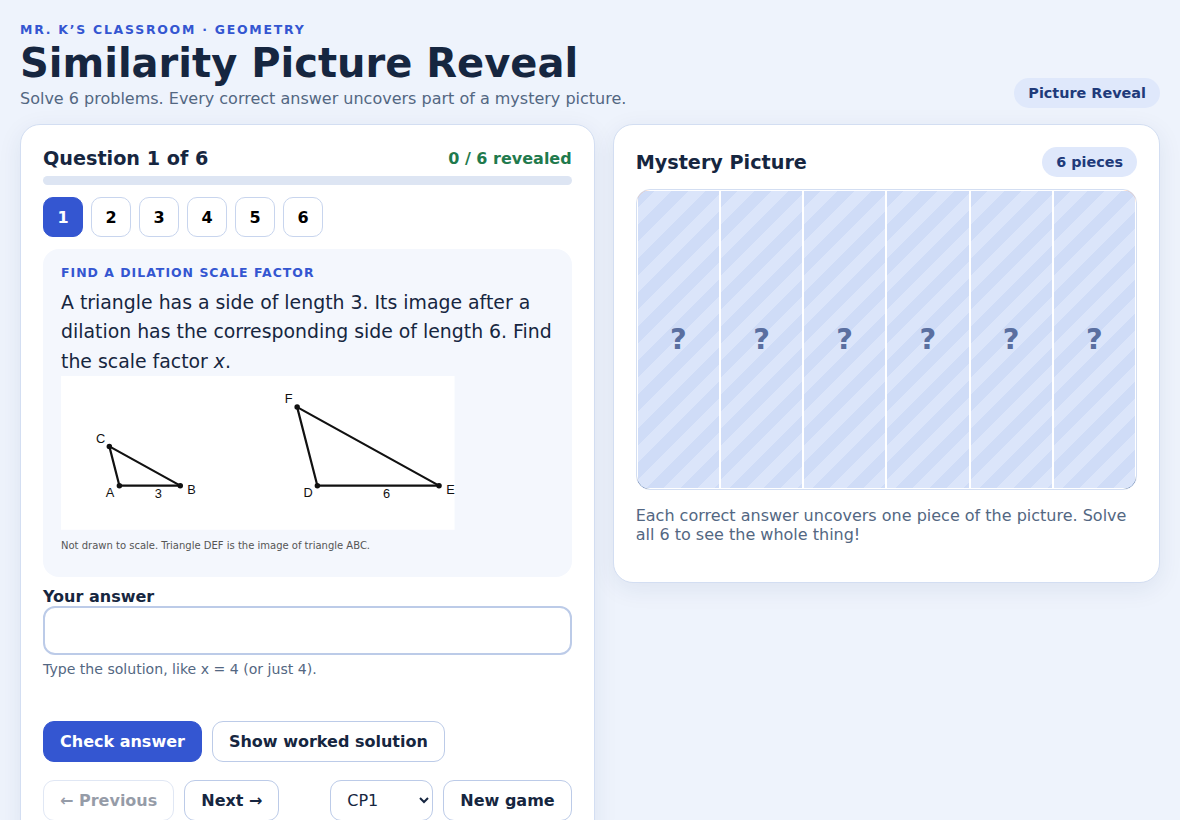 MR. K’S CLASSROOM · GEOMETRY
Similarity Picture Reveal
Solve 6 problems. Every correct answer uncovers part of a mystery picture.
Picture Reveal
Question 1 of 6
0 / 6 revealed
1 2 3 4 5 6
FIND A DILATION SCALE FACTOR
A triangle has a side of length 3. Its image after a
dilation has the corresponding side of length 6. Find
the scale factor x.
F
C
A 3 B
D 6 E
Not drawn to scale. Triangle DEF is the image of triangle ABC.
Your answer
Type the solution, like x = 4 (or just 4).
Check answer
Show worked solution
← Previous
Next →
CP1
New game
Mystery Picture
6 pieces
? ? ? ? ? ?
Each correct answer uncovers one piece of the picture. Solve
all 6 to see the whole thing!